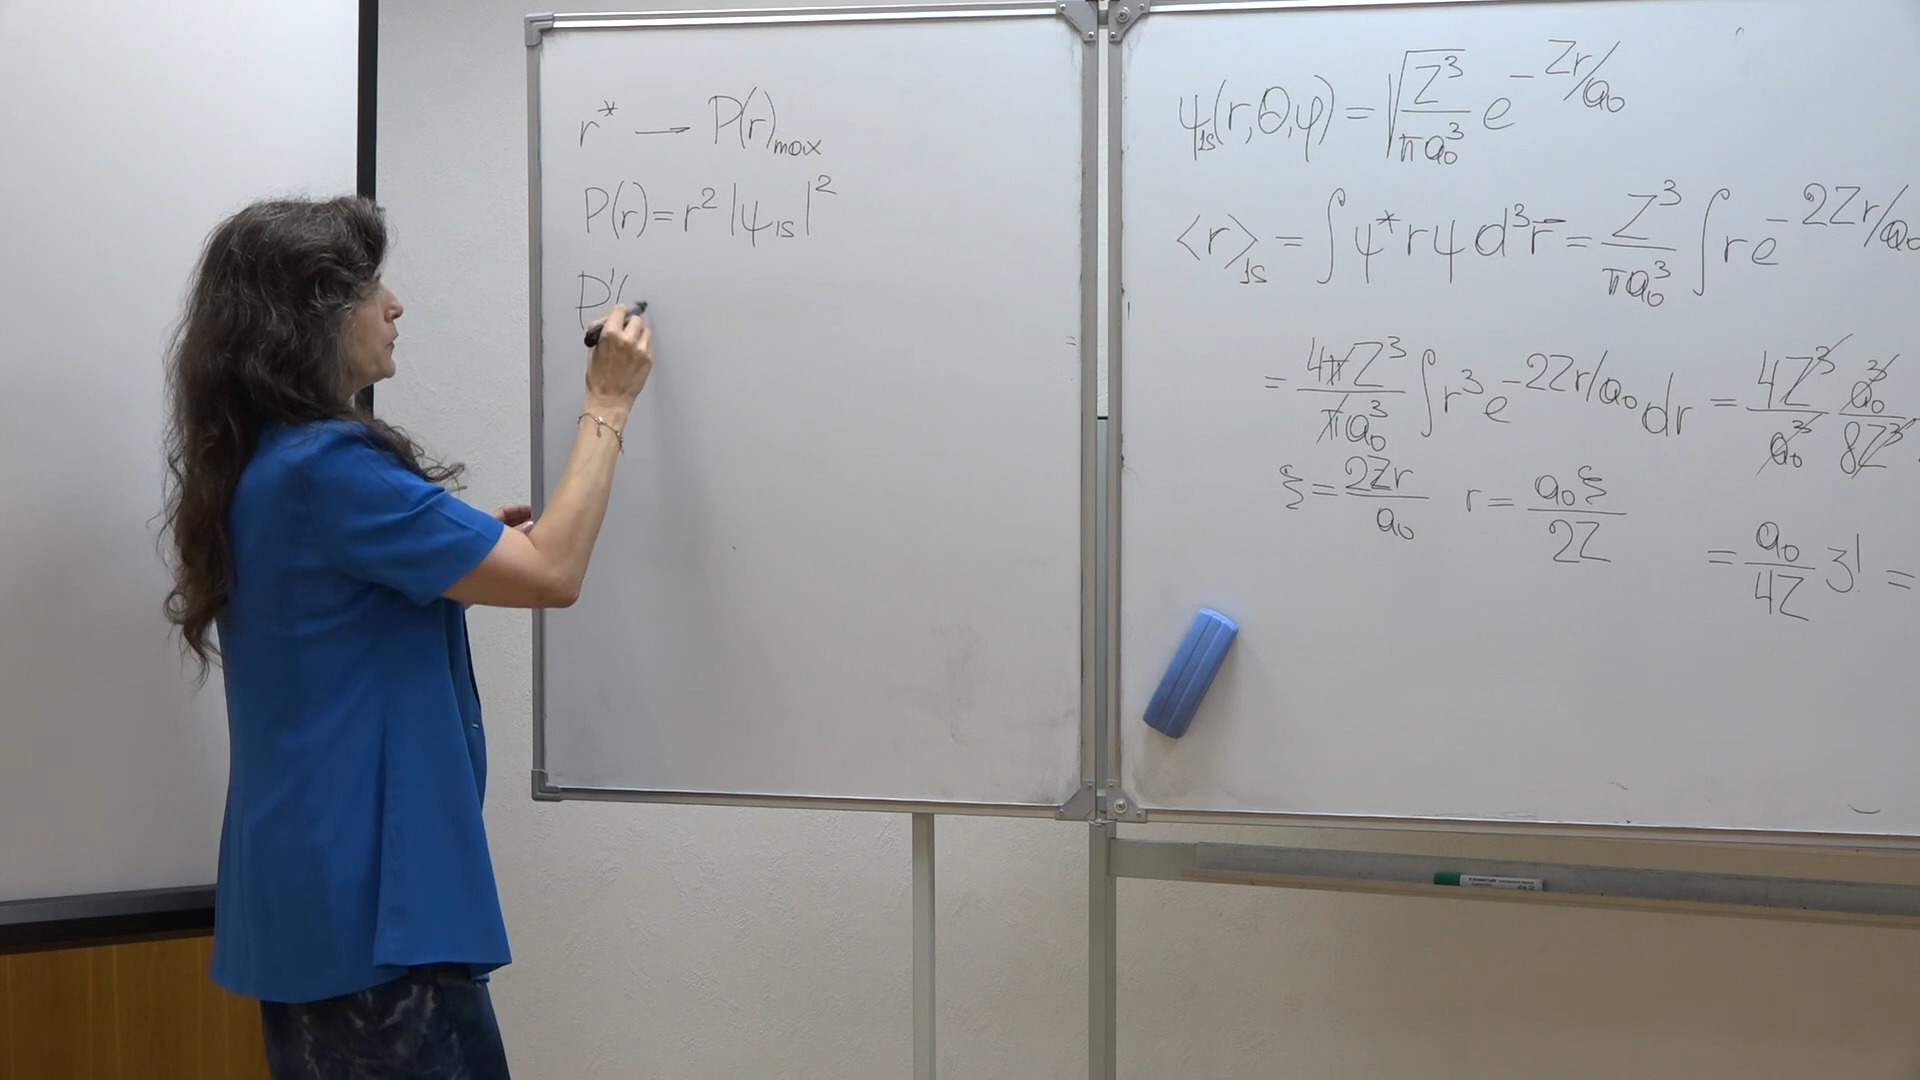 r* → P(r)max
P(r) = r² |ψ1s|²
P'(
ψ1s(r,θ,φ) = √(Z³/πa₀³) e^(−Zr/a₀)
⟨r⟩1s = ∫ψ* r ψ d³r̄ = Z³/(πa₀³) ∫ r e^(−2Zr/a₀)
= 4πZ³/(πa₀³) ∫ r³ e^(−2Zr/a₀) dr = 4Z³/a₀³ a₀³/8Z³
ξ = 2Zr/a₀ r = a₀ξ/2Z
= a₀/4Z 3! =